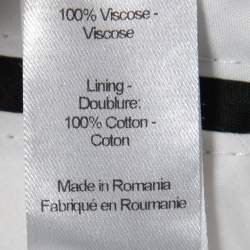 100% Viscose -
Viscose
Lining -
Doublure:
100% Cotton -
Coton
Made in Romania
Fabriqué en Roumanie